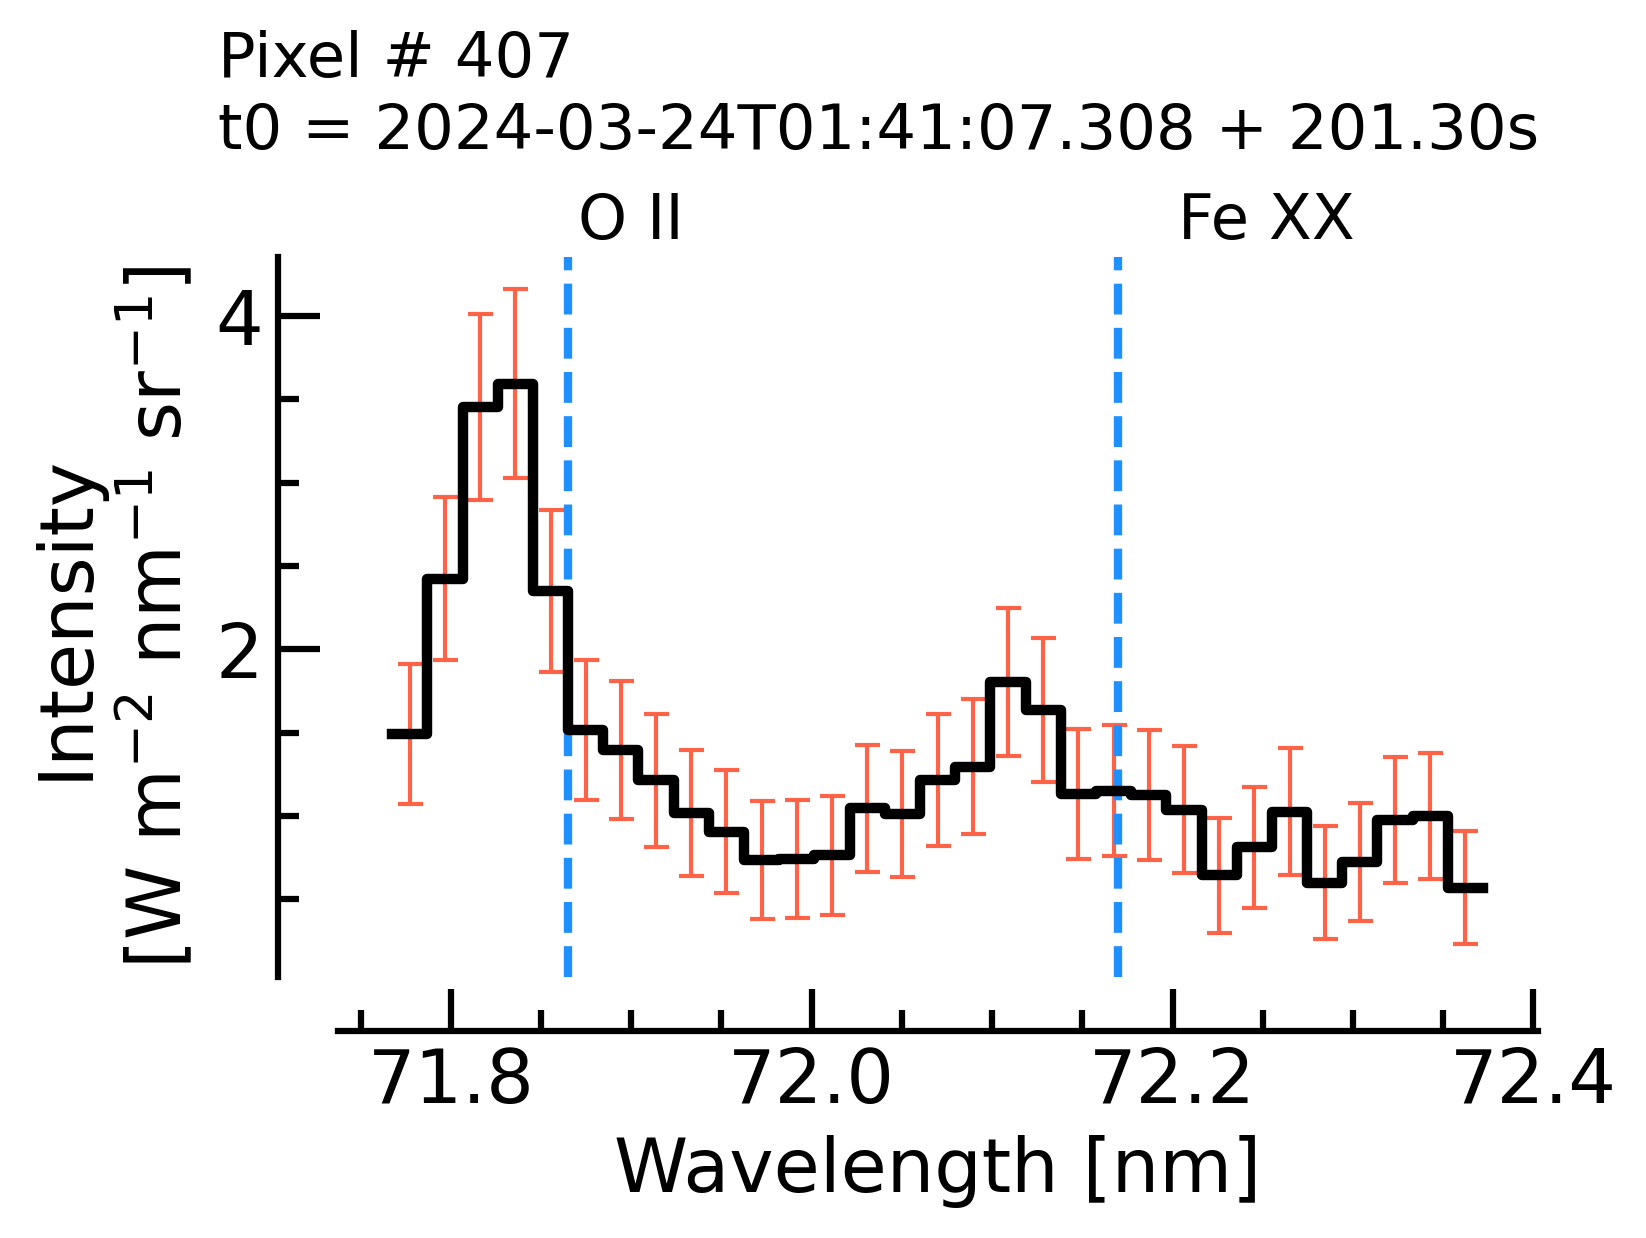 Pixel # 407
t0 = 2024-03-24T01:41:07.308 + 201.30s
O II
Fe XX
Intensity
[W m⁻² nm⁻¹ sr⁻¹]
4
2
71.8 72.0 72.2 72.4
Wavelength [nm]